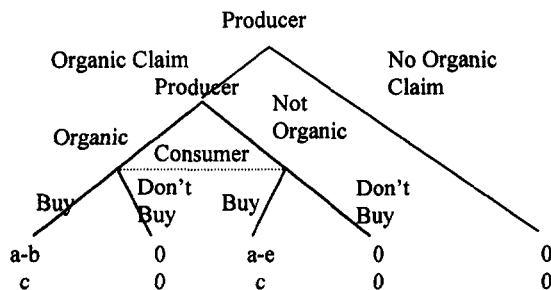 Producer
Organic Claim
No Organic
Claim
Producer
Not
Organic
Organic
Consumer
Buy
Don't
Buy
Buy
Don't
Buy
a-b 0 a-e 0 0
c 0 c 0 0